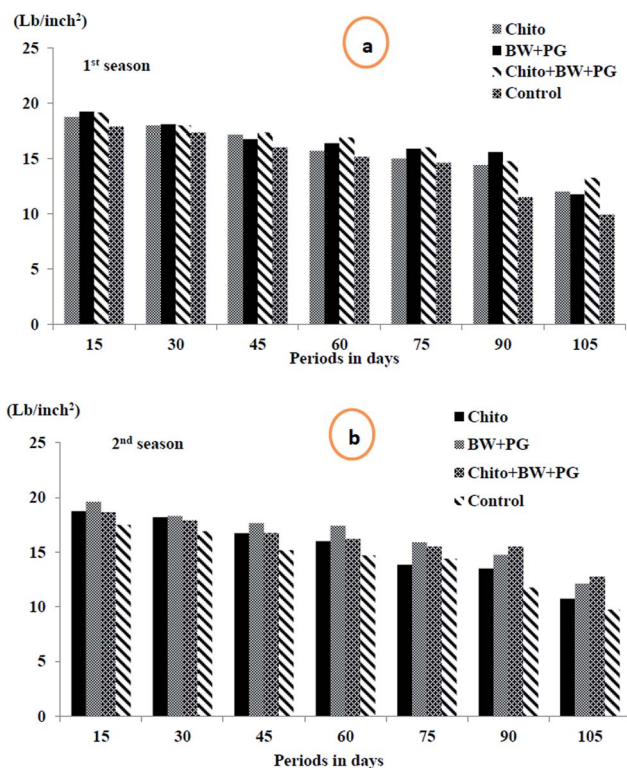 (Lb/inch²)
a
1st season
Chito
BW+PG
Chito+BW+PG
Control
25
20
15
10
5
0
15 30 45 60 75 90 105
Periods in days
(Lb/inch²)
b
2nd season
Chito
BW+PG
Chito+BW+PG
Control
25
20
15
10
5
0
15 30 45 60 75 90 105
Periods in days